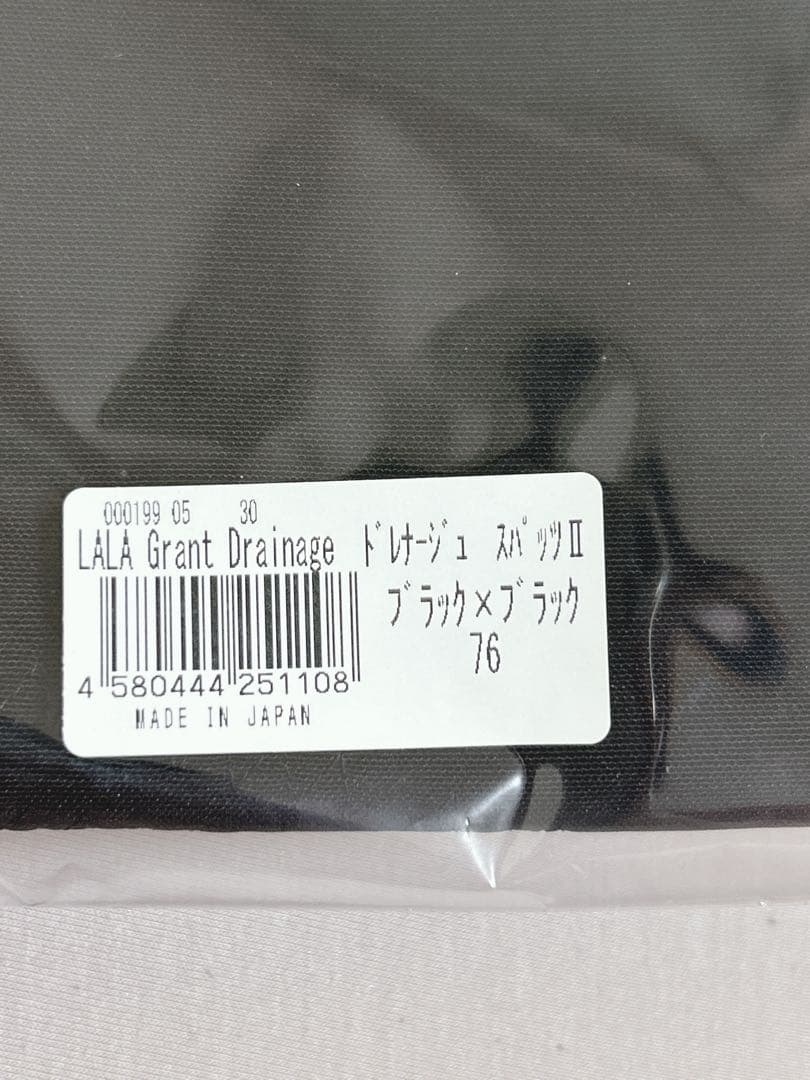 000199 05 30
LALA Grant Drainage ﾄﾞﾚﾅｰｼﾞｭ ｽﾊﾟｯﾂⅡ
ﾌﾞﾗｯｸ×ﾌﾞﾗｯｸ
76
4 580444 251108
MADE IN JAPAN